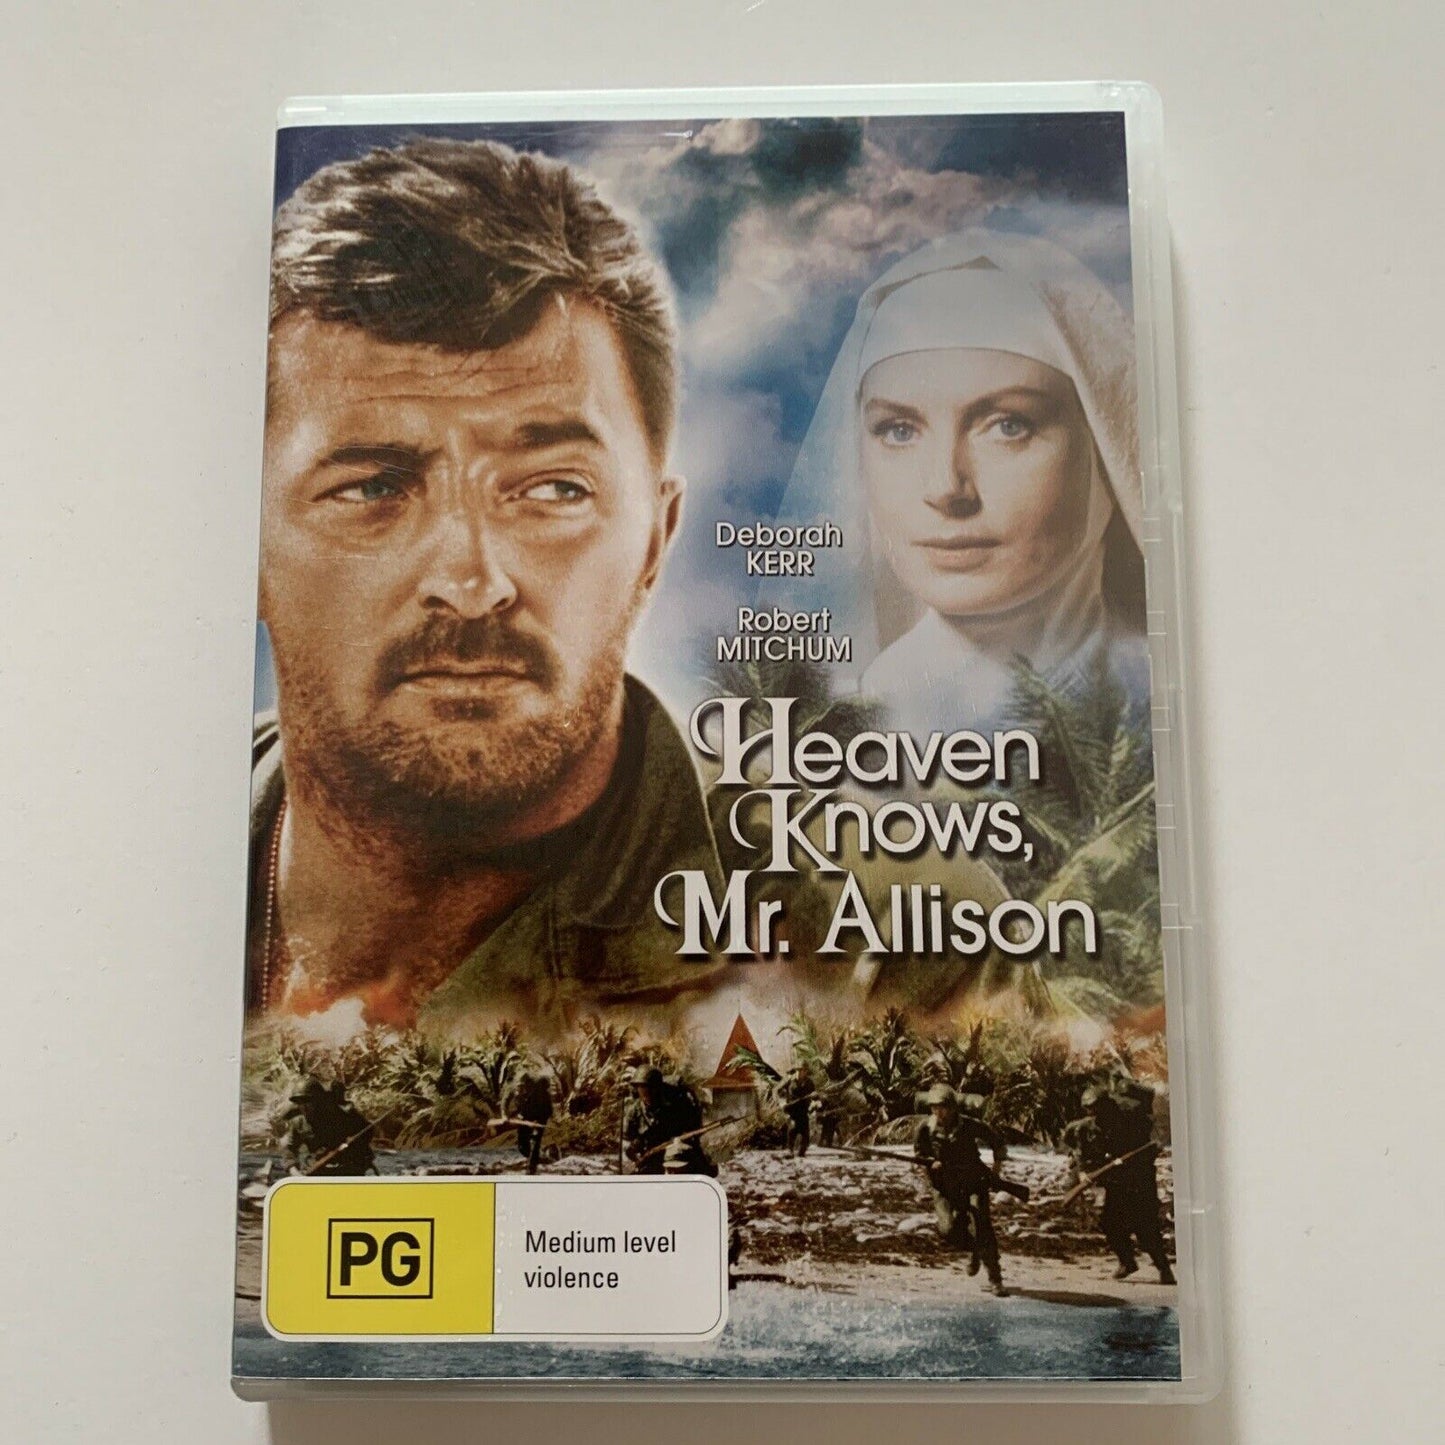 Deborah
KERR
Robert
MITCHUM
Heaven
Knows,
Mr. Allison
PG
Medium level
violence